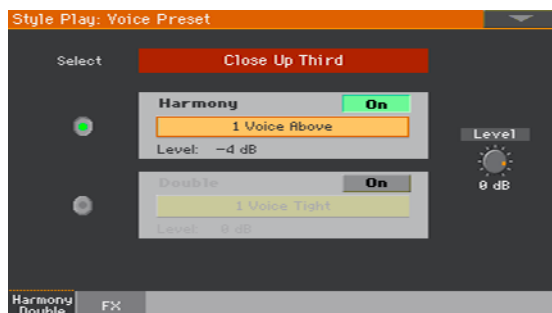 Style Play: Voice Preset
Select
Close Up Third
Harmony On
1 Voice Above
Level: -4 dB
Level
0 dB
Double On
1 Voice Tight
Level: 0 dB
Harmony
Double
FX